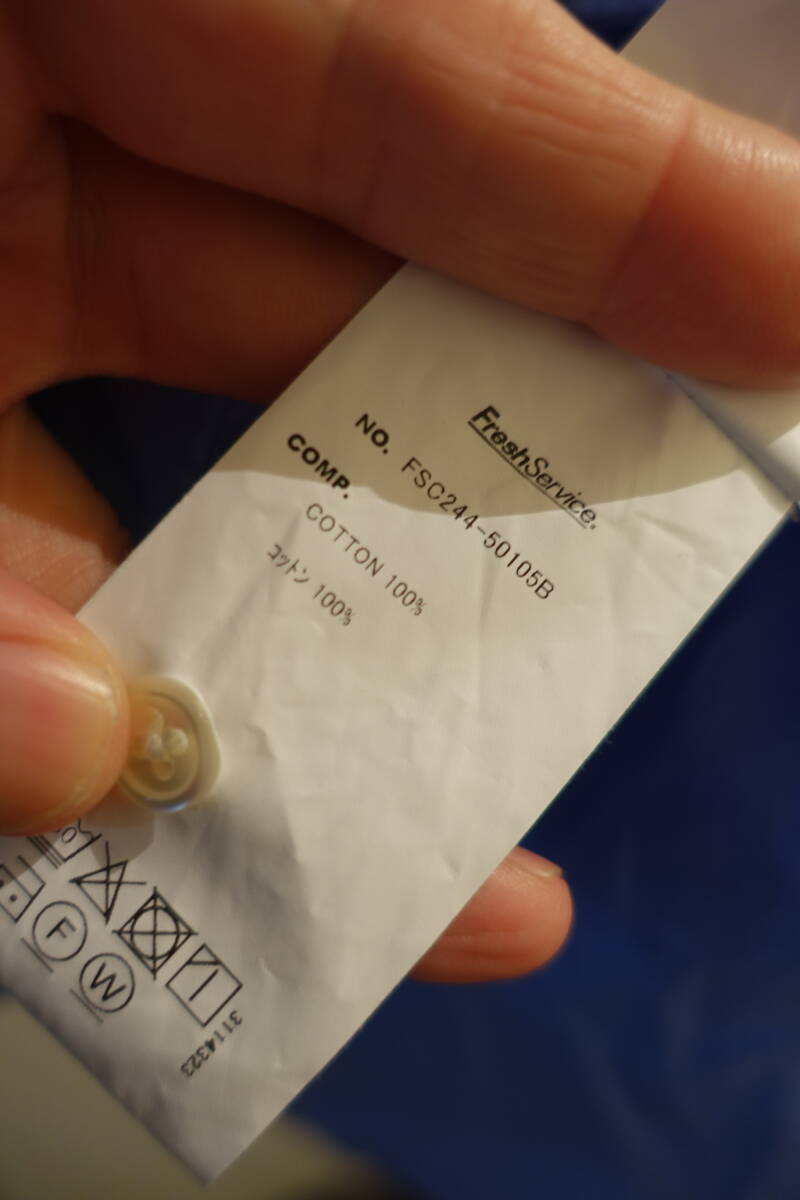 FreshService.
NO. FSC244-50105B
COMP.
COTTON 100%
コットン 100%
F
W
3114323